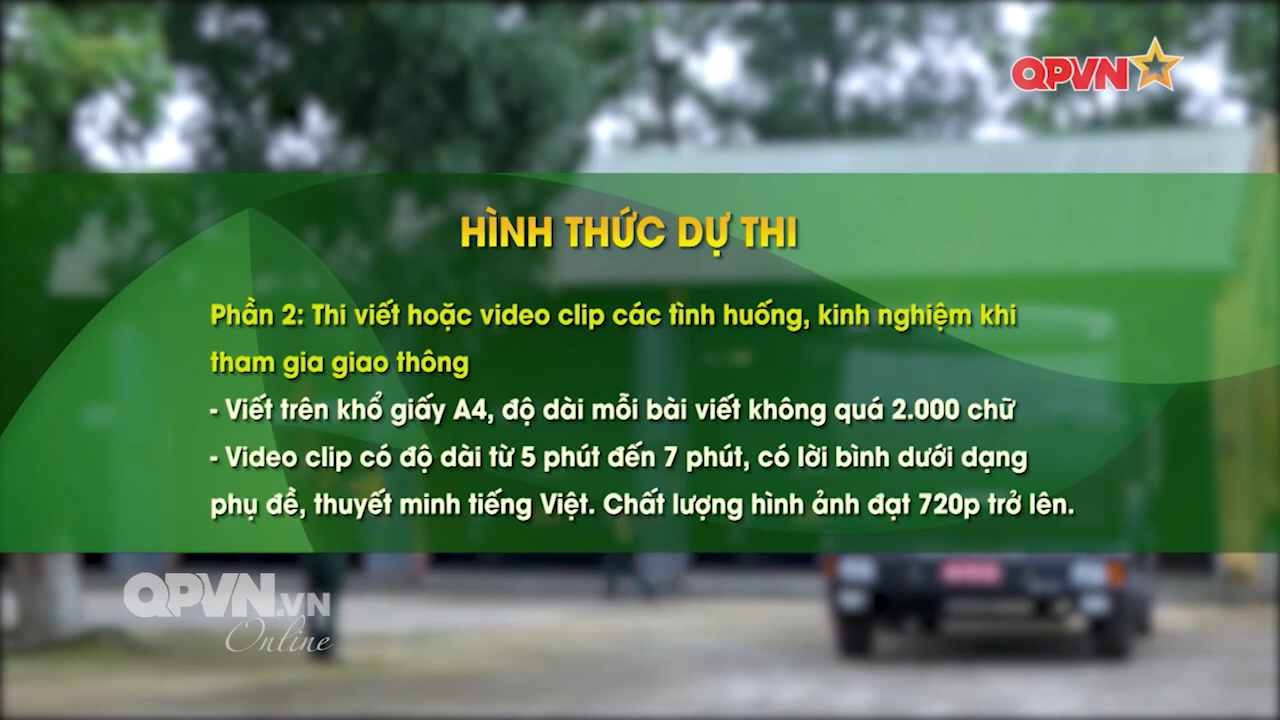 QPVN
HÌNH THỨC DỰ THI
Phần 2: Thi viết hoặc video clip các tình huống, kinh nghiệm khi
tham gia giao thông
- Viết trên khổ giấy A4, độ dài mỗi bài viết không quá 2.000 chữ
- Video clip có độ dài từ 5 phút đến 7 phút, có lời bình dưới dạng
phụ đề, thuyết minh tiếng Việt. Chất lượng hình ảnh đạt 720p trở lên.
QPVN.VN
Online